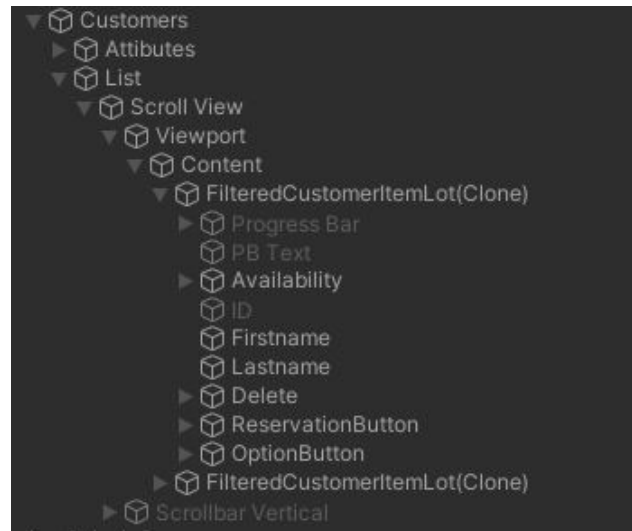 Customers
Attibutes
List
Scroll View
Viewport
Content
FilteredCustomerItemLot(Clone)
Progress Bar
PB Text
Availability
ID
Firstname
Lastname
Delete
ReservationButton
OptionButton
FilteredCustomerItemLot(Clone)
Scrollbar Vertical